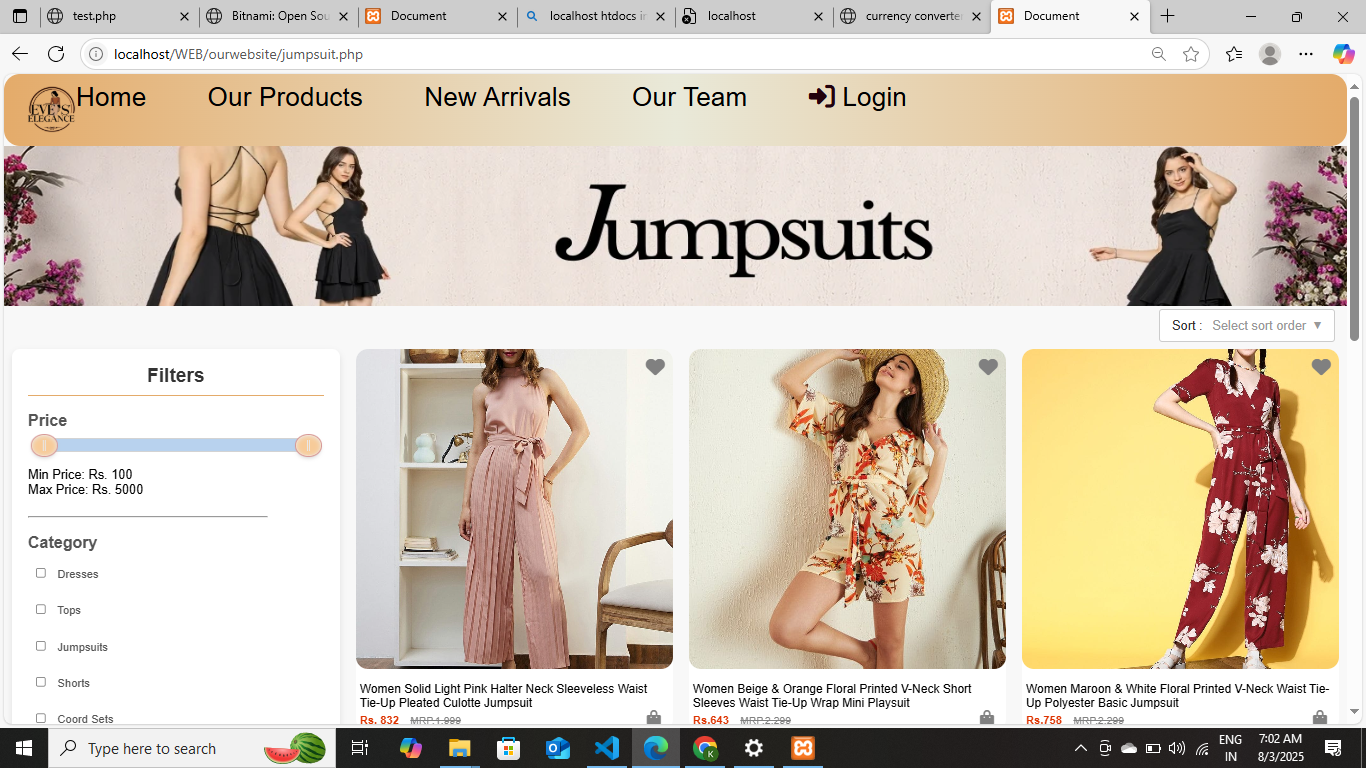 test.php
Bitnami: Open Sou
Document
localhost htdocs in
localhost
currency converte
Document
localhost/WEB/ourwebsite/jumpsuit.php
EVE'S
ELEGANCE
Home
Our Products
New Arrivals
Our Team
Login
Jumpsuits
Sort : Select sort order ▼
Filters
Price
Min Price: Rs. 100
Max Price: Rs. 5000
Category
Dresses
Tops
Jumpsuits
Shorts
Coord Sets
Women Solid Light Pink Halter Neck Sleeveless Waist
Tie-Up Pleated Culotte Jumpsuit
Rs. 832 MRP.1,999
Women Beige & Orange Floral Printed V-Neck Short
Sleeves Waist Tie-Up Wrap Mini Playsuit
Rs.643 MRP.2,299
Women Maroon & White Floral Printed V-Neck Waist Tie-
Up Polyester Basic Jumpsuit
Rs.758 MRP.2,299
Type here to search
ENG
IN
7:02 AM
8/3/2025